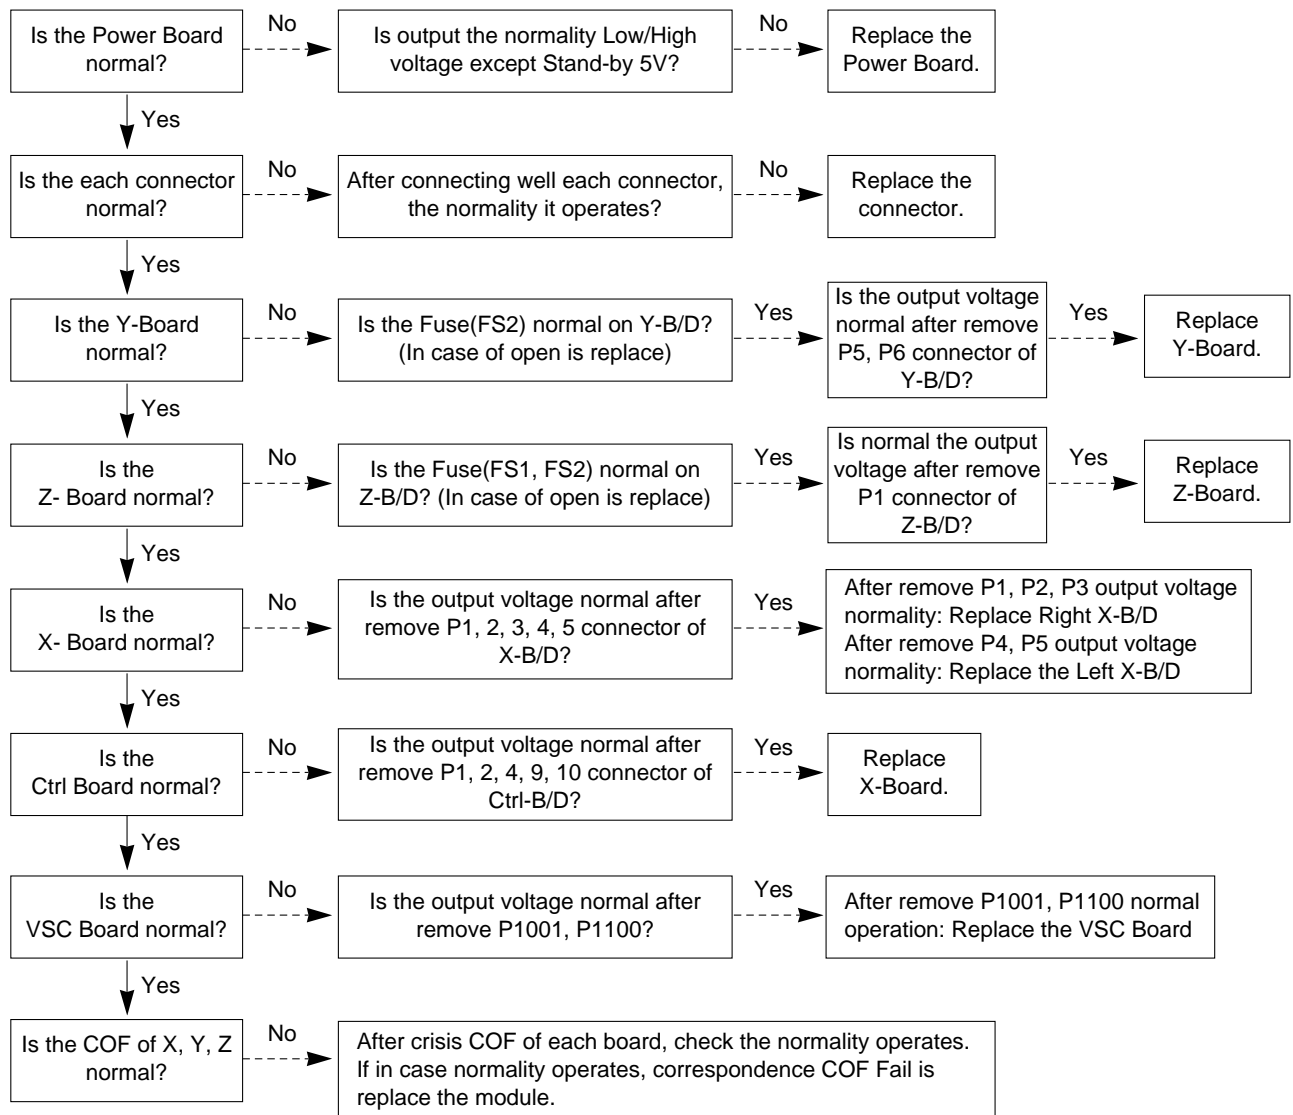 Is the Power Board
normal?
No
Is output the normality Low/High
voltage except Stand-by 5V?
No
Replace the
Power Board.
Yes
Is the each connector
normal?
No
After connecting well each connector,
the normality it operates?
No
Replace the
connector.
Yes
Is the Y-Board
normal?
No
Is the Fuse(FS2) normal on Y-B/D?
(In case of open is replace)
Yes
Is the output voltage
normal after remove
P5, P6 connector of
Y-B/D?
Yes
Replace
Y-Board.
Yes
Is the
Z- Board normal?
No
Is the Fuse(FS1, FS2) normal on
Z-B/D? (In case of open is replace)
Yes
Is normal the output
voltage after remove
P1 connector of
Z-B/D?
Yes
Replace
Z-Board.
Yes
Is the
X- Board normal?
No
Is the output voltage normal after
remove P1, 2, 3, 4, 5 connector of
X-B/D?
Yes
After remove P1, P2, P3 output voltage
normality: Replace Right X-B/D
After remove P4, P5 output voltage
normality: Replace the Left X-B/D
Yes
Is the
Ctrl Board normal?
No
Is the output voltage normal after
remove P1, 2, 4, 9, 10 connector of
Ctrl-B/D?
Yes
Replace
X-Board.
Yes
Is the
VSC Board normal?
No
Is the output voltage normal after
remove P1001, P1100?
Yes
After remove P1001, P1100 normal
operation: Replace the VSC Board
Yes
Is the COF of X, Y, Z
normal?
No
After crisis COF of each board, check the normality operates.
If in case normality operates, correspondence COF Fail is
replace the module.